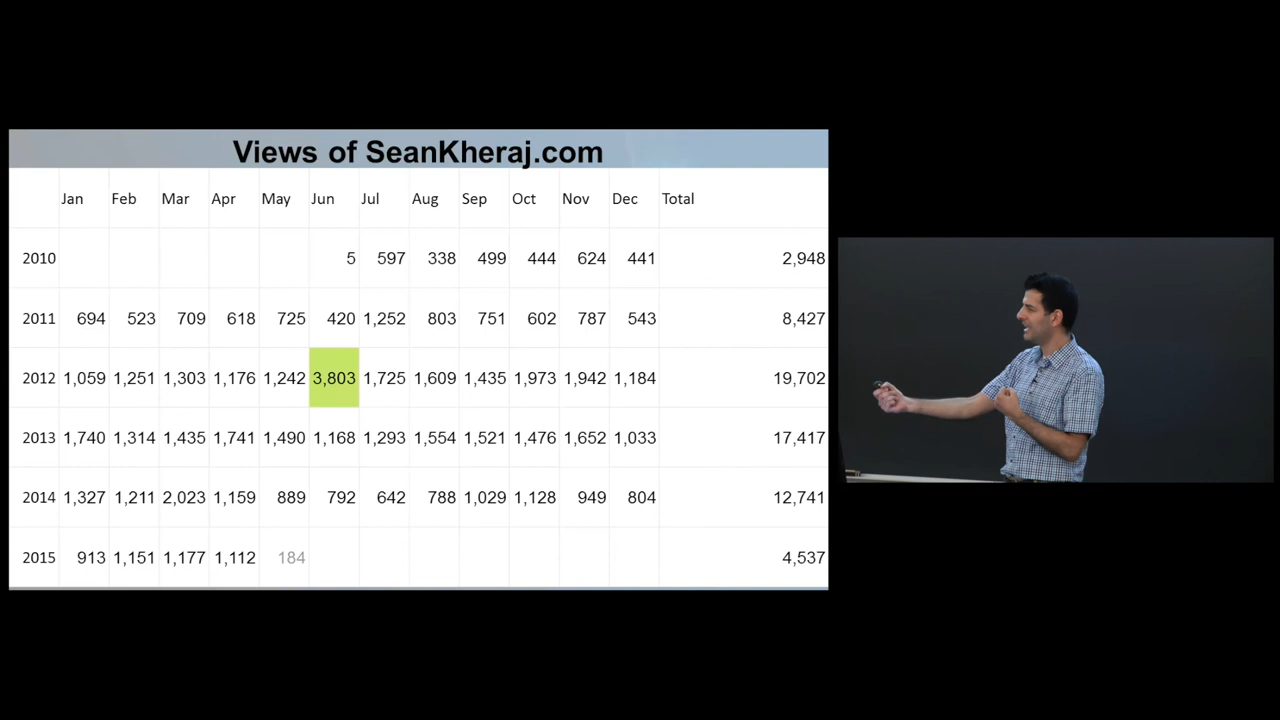 Views of SeanKheraj.com
Jan Feb Mar Apr May Jun Jul Aug Sep Oct Nov Dec Total
2010 5 597 338 499 444 624 441 2,948
2011 694 523 709 618 725 420 1,252 803 751 602 787 543 8,427
2012 1,059 1,251 1,303 1,176 1,242 3,803 1,725 1,609 1,435 1,973 1,942 1,184 19,702
2013 1,740 1,314 1,435 1,741 1,490 1,168 1,293 1,554 1,521 1,476 1,652 1,033 17,417
2014 1,327 1,211 2,023 1,159 889 792 642 788 1,029 1,128 949 804 12,741
2015 913 1,151 1,177 1,112 184 4,537